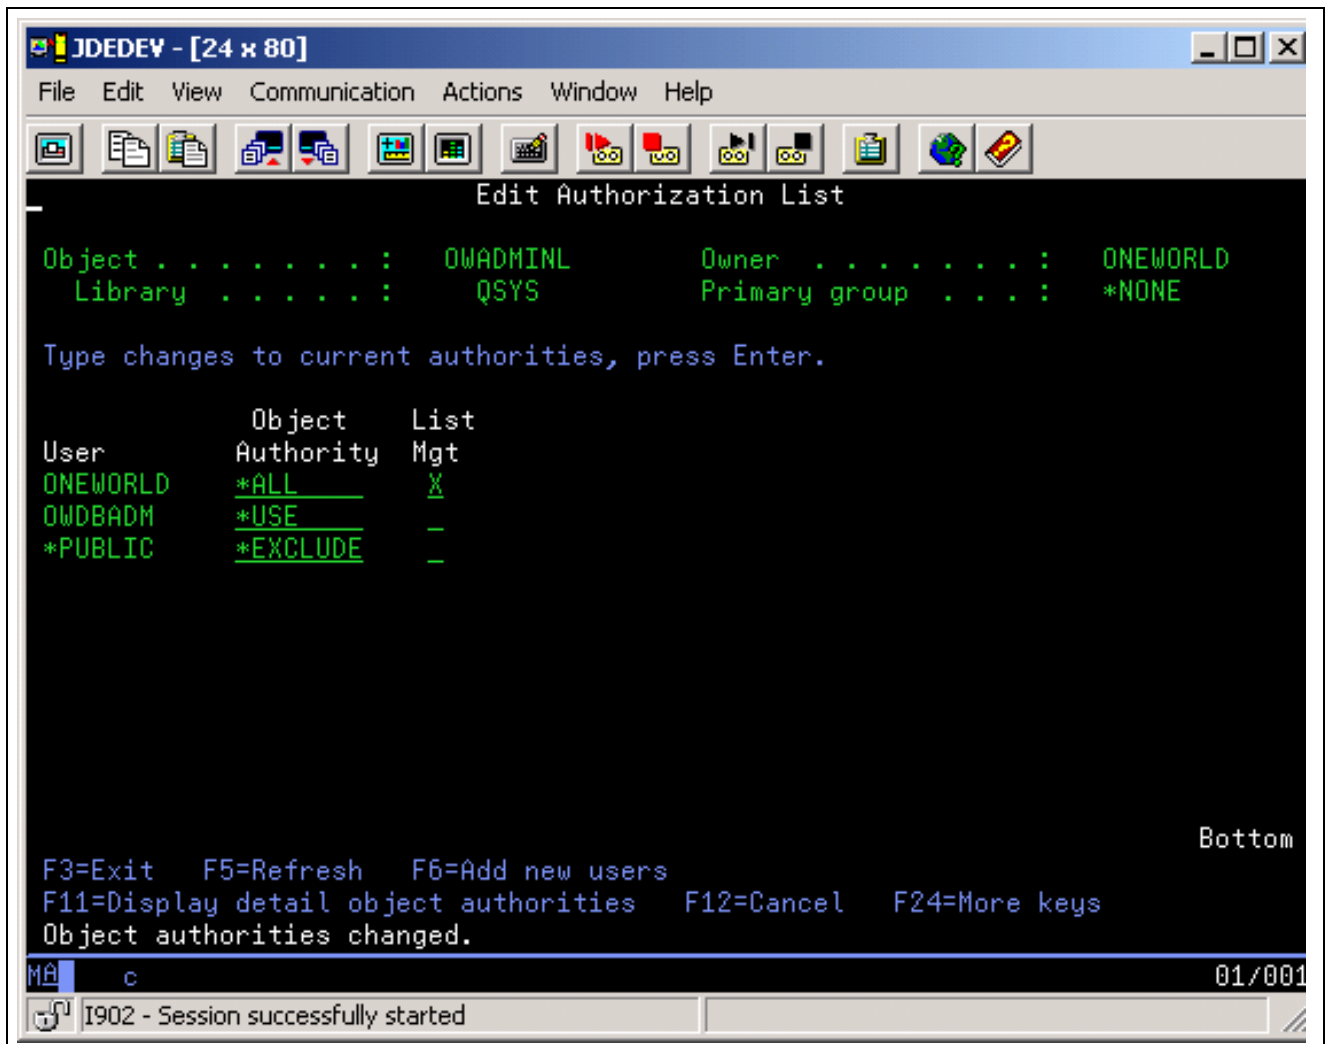 JDEDEV - [24 x 80]
File Edit View Communication Actions Window Help
Edit Authorization List
Object . . . . . . . : OWADMINL Owner . . . . . . . : ONEWORLD
Library . . . . . : QSYS Primary group . . . : *NONE
Type changes to current authorities, press Enter.
Object List
User Authority Mgt
ONEWORLD *ALL X
OWDBADM *USE _
*PUBLIC *EXCLUDE _
Bottom
F3=Exit F5=Refresh F6=Add new users
F11=Display detail object authorities F12=Cancel F24=More keys
Object authorities changed.
MA c 01/001
I902 - Session successfully started